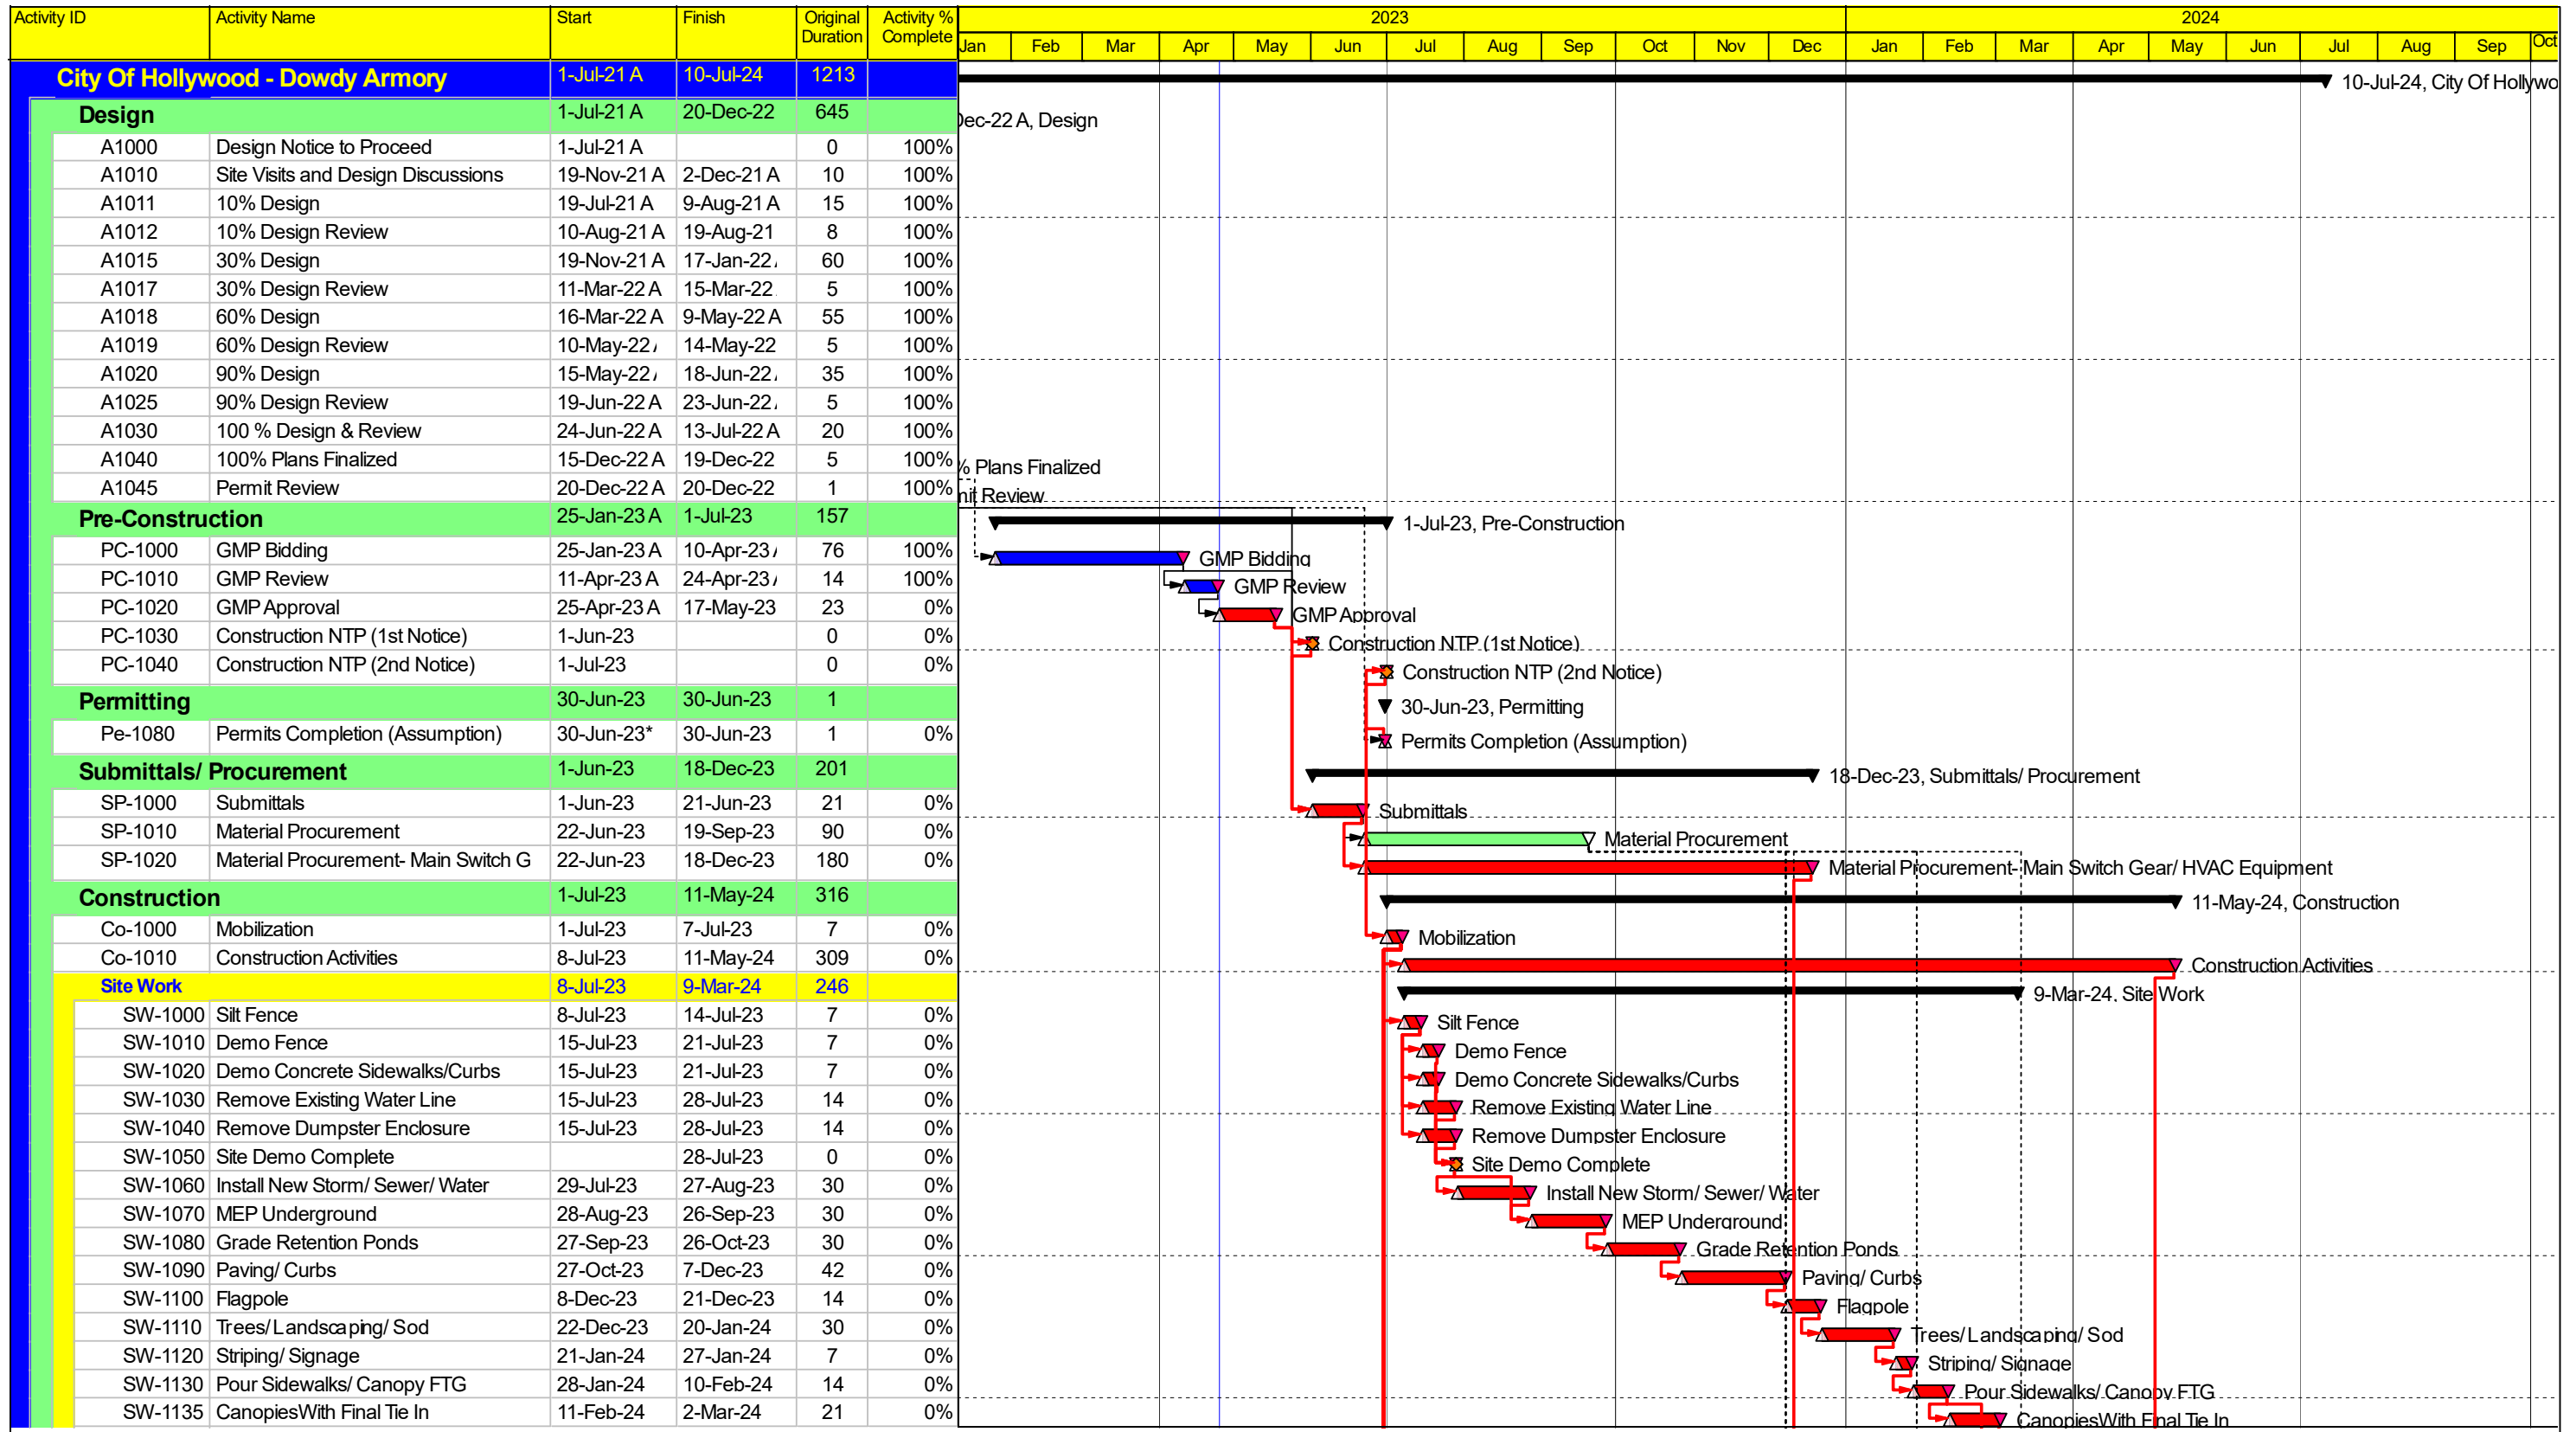 Activity ID Activity Name Start Finish Original Duration Activity % Complete 2023 2024
Jan Feb Mar Apr May Jun Jul Aug Sep Oct Nov Dec Jan Feb Mar Apr May Jun Jul Aug Sep Oct
City Of Hollywood - Dowdy Armory 1-Jul-21 A 10-Jul-24 1213 10-Jul-24, City Of Hollywo
Design 1-Jul-21 A 20-Dec-22 645 Dec-22 A, Design
A1000 Design Notice to Proceed 1-Jul-21 A 0 100%
A1010 Site Visits and Design Discussions 19-Nov-21 A 2-Dec-21 A 10 100%
A1011 10% Design 19-Jul-21 A 9-Aug-21 A 15 100%
A1012 10% Design Review 10-Aug-21 A 19-Aug-21 8 100%
A1015 30% Design 19-Nov-21 A 17-Jan-22 60 100%
A1017 30% Design Review 11-Mar-22 A 15-Mar-22 5 100%
A1018 60% Design 16-Mar-22 A 9-May-22 A 55 100%
A1019 60% Design Review 10-May-22 14-May-22 5 100%
A1020 90% Design 15-May-22 18-Jun-22 35 100%
A1025 90% Design Review 19-Jun-22 A 23-Jun-22 5 100%
A1030 100 % Design & Review 24-Jun-22 A 13-Jul-22 A 20 100%
A1040 100% Plans Finalized 15-Dec-22 A 19-Dec-22 5 100% % Plans Finalized
A1045 Permit Review 20-Dec-22 A 20-Dec-22 1 100% mit Review
Pre-Construction 25-Jan-23 A 1-Jul-23 157 1-Jul-23, Pre-Construction
PC-1000 GMP Bidding 25-Jan-23 A 10-Apr-23 76 100% GMP Bidding
PC-1010 GMP Review 11-Apr-23 A 24-Apr-23 14 100% GMP Review
PC-1020 GMP Approval 25-Apr-23 A 17-May-23 23 0% GMP Approval
PC-1030 Construction NTP (1st Notice) 1-Jun-23 0 0% Construction NTP (1st Notice)
PC-1040 Construction NTP (2nd Notice) 1-Jul-23 0 0% Construction NTP (2nd Notice)
Permitting 30-Jun-23 30-Jun-23 1 30-Jun-23, Permitting
Pe-1080 Permits Completion (Assumption) 30-Jun-23* 30-Jun-23 1 0% Permits Completion (Assumption)
Submittals/ Procurement 1-Jun-23 18-Dec-23 201 18-Dec-23, Submittals/ Procurement
SP-1000 Submittals 1-Jun-23 21-Jun-23 21 0% Submittals
SP-1010 Material Procurement 22-Jun-23 19-Sep-23 90 0% Material Procurement
SP-1020 Material Procurement- Main Switch G 22-Jun-23 18-Dec-23 180 0% Material Procurement- Main Switch Gear/ HVAC Equipment
Construction 1-Jul-23 11-May-24 316 11-May-24, Construction
Co-1000 Mobilization 1-Jul-23 7-Jul-23 7 0% Mobilization
Co-1010 Construction Activities 8-Jul-23 11-May-24 309 0% Construction Activities
Site Work 8-Jul-23 9-Mar-24 246 9-Mar-24, Site Work
SW-1000 Silt Fence 8-Jul-23 14-Jul-23 7 0% Silt Fence
SW-1010 Demo Fence 15-Jul-23 21-Jul-23 7 0% Demo Fence
SW-1020 Demo Concrete Sidewalks/Curbs 15-Jul-23 21-Jul-23 7 0% Demo Concrete Sidewalks/Curbs
SW-1030 Remove Existing Water Line 15-Jul-23 28-Jul-23 14 0% Remove Existing Water Line
SW-1040 Remove Dumpster Enclosure 15-Jul-23 28-Jul-23 14 0% Remove Dumpster Enclosure
SW-1050 Site Demo Complete 28-Jul-23 0 0% Site Demo Complete
SW-1060 Install New Storm/ Sewer/ Water 29-Jul-23 27-Aug-23 30 0% Install New Storm/ Sewer/ Water
SW-1070 MEP Underground 28-Aug-23 26-Sep-23 30 0% MEP Underground
SW-1080 Grade Retention Ponds 27-Sep-23 26-Oct-23 30 0% Grade Retention Ponds
SW-1090 Paving/ Curbs 27-Oct-23 7-Dec-23 42 0% Paving/ Curbs
SW-1100 Flagpole 8-Dec-23 21-Dec-23 14 0% Flagpole
SW-1110 Trees/ Landscaping/ Sod 22-Dec-23 20-Jan-24 30 0% Trees/ Landscaping/ Sod
SW-1120 Striping/ Signage 21-Jan-24 27-Jan-24 7 0% Striping/ Signage
SW-1130 Pour Sidewalks/ Canopy FTG 28-Jan-24 10-Feb-24 14 0% Pour Sidewalks/ Canopy FTG
SW-1135 CanopiesWith Final Tie In 11-Feb-24 2-Mar-24 21 0% CanopiesWith Final Tie In